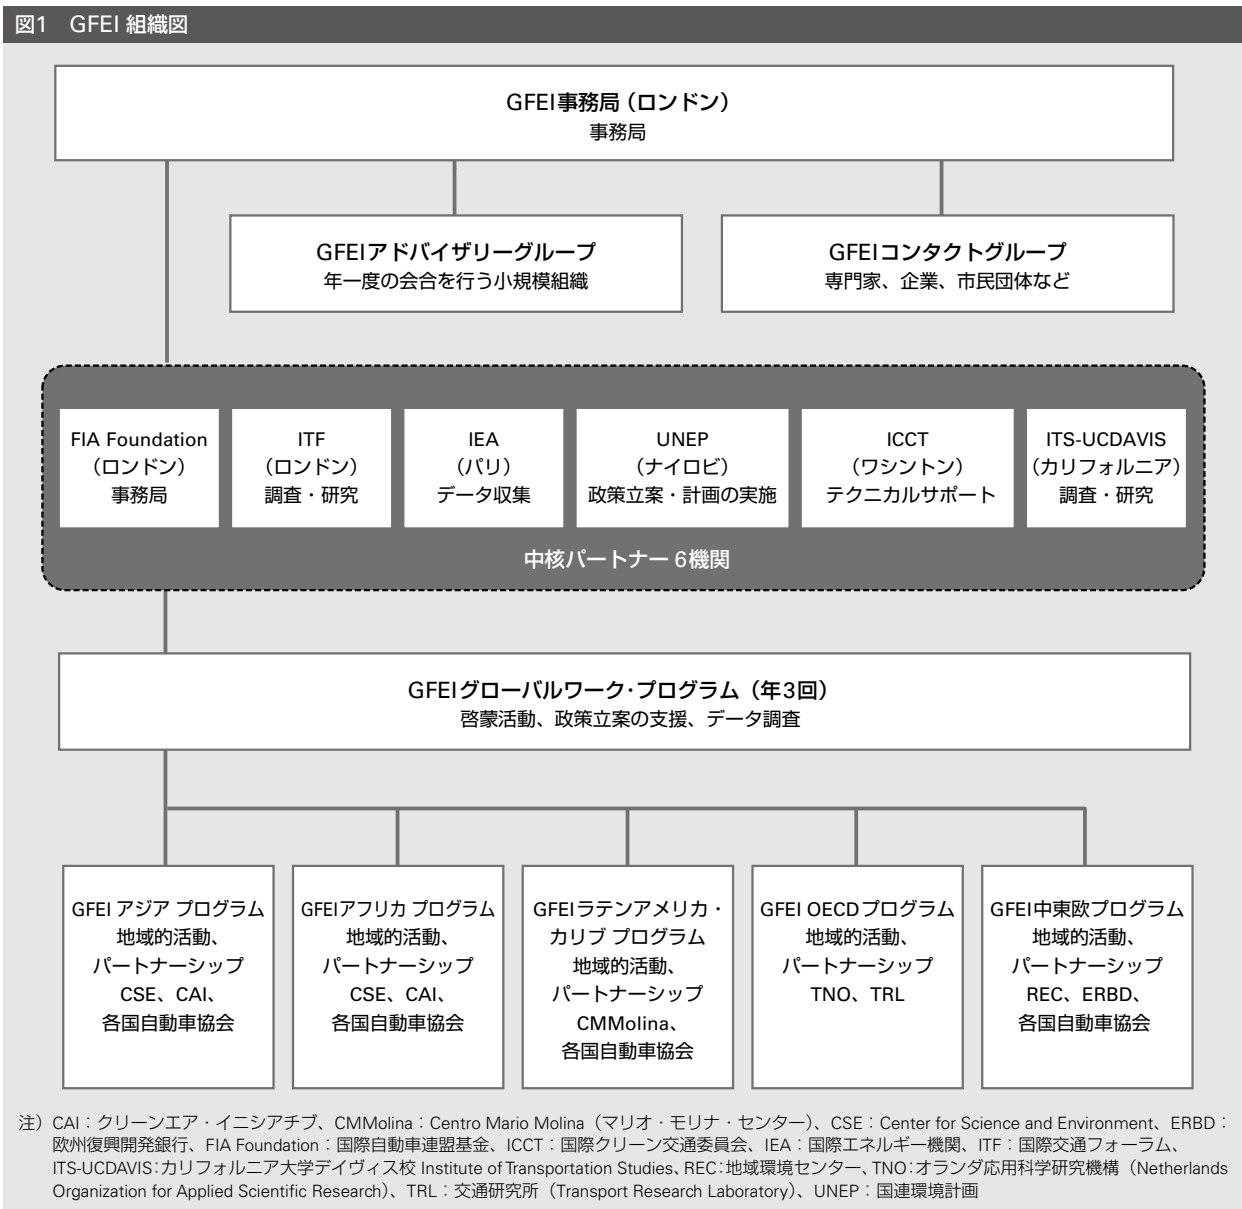 図1　GFEI 組織図
GFEI事務局（ロンドン）
事務局
GFEIアドバイザリーグループ
年一度の会合を行う小規模組織
GFEIコンタクトグループ
専門家、企業、市民団体など
FIA Foundation
（ロンドン）
事務局
ITF
（ロンドン）
調査・研究
IEA
（パリ）
データ収集
UNEP
（ナイロビ）
政策立案・計画の実施
ICCT
（ワシントン）
テクニカルサポート
ITS-UCDAVIS
（カリフォルニア）
調査・研究
中核パートナー 6機関
GFEIグローバルワーク・プログラム（年3回）
啓蒙活動、政策立案の支援、データ調査
GFEI アジア プログラム
地域的活動、
パートナーシップ
CSE、CAI、
各国自動車協会
GFEIアフリカ プログラム
地域的活動、
パートナーシップ
CSE、CAI、
各国自動車協会
GFEIラテンアメリカ・
カリブ プログラム
地域的活動、
パートナーシップ
CMMolina、
各国自動車協会
GFEI OECDプログラム
地域的活動、
パートナーシップ
TNO、TRL
GFEI中東欧プログラム
地域的活動、
パートナーシップ
REC、ERBD、
各国自動車協会
注）CAI：クリーンエア・イニシアチブ、CMMolina：Centro Mario Molina（マリオ・モリナ・センター）、CSE：Center for Science and Environment、ERBD：
欧州復興開発銀行、FIA Foundation：国際自動車連盟基金、ICCT：国際クリーン交通委員会、IEA：国際エネルギー機関、ITF：国際交通フォーラム、
ITS-UCDAVIS：カリフォルニア大学デイヴィス校 Institute of Transportation Studies、REC：地域環境センター、TNO：オランダ応用科学研究機構（Netherlands
Organization for Applied Scientific Research）、TRL：交通研究所（Transport Research Laboratory）、UNEP：国連環境計画